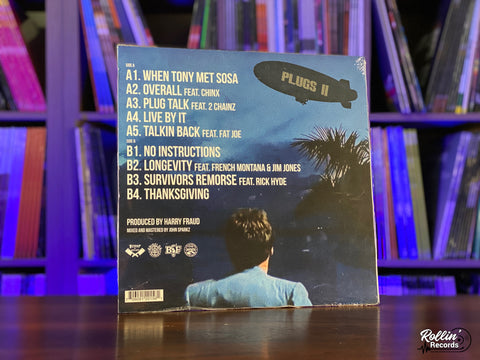 SIDE A
A1. WHEN TONY MET SOSA
A2. OVERALL FEAT. CHINX
A3. PLUG TALK FEAT. 2 CHAINZ
A4. LIVE BY IT
A5. TALKIN BACK FEAT. FAT JOE
SIDE B
B1. NO INSTRUCTIONS
B2. LONGEVITY FEAT. FRENCH MONTANA & JIM JONES
B3. SURVIVORS REMORSE FEAT. RICK HYDE
B4. THANKSGIVING
PLUGS II
PRODUCED BY HARRY FRAUD
MIXED AND MASTERED BY JOHN SPARKZ
BSF
Rollin'
Records